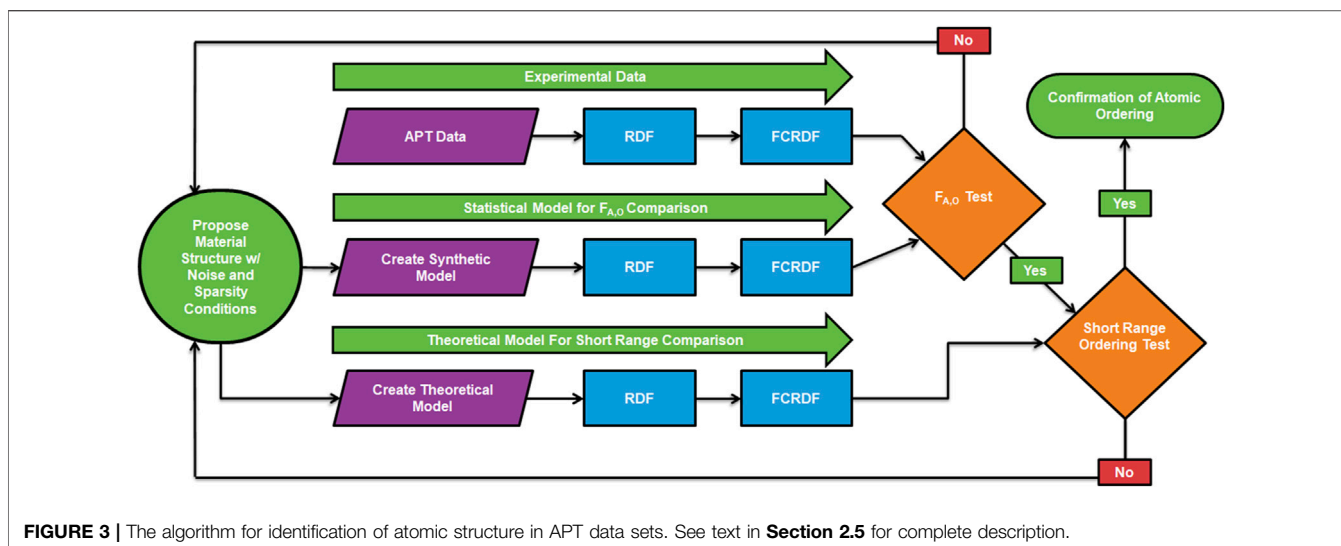 No
Experimental Data
Confirmation of Atomic
Ordering
APT Data
RDF
FCRDF
F_A,O Test
Statistical Model for F_A,O Comparison
Yes
Propose
Material
Structure w/
Noise and
Sparsity
Conditions
Create Synthetic
Model
RDF
FCRDF
Yes
Short Range
Ordering Test
Theoretical Model For Short Range Comparison
Create Theoretical
Model
RDF
FCRDF
No
FIGURE 3 | The algorithm for identification of atomic structure in APT data sets. See text in Section 2.5 for complete description.